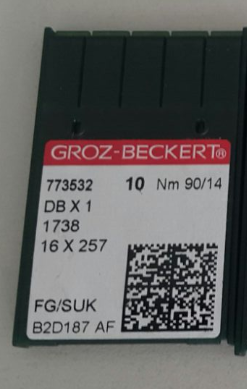 GROZ-BECKERT®
773532 10 Nm 90/14
DB X 1
1738
16 X 257
FG/SUK
B2D187 AF